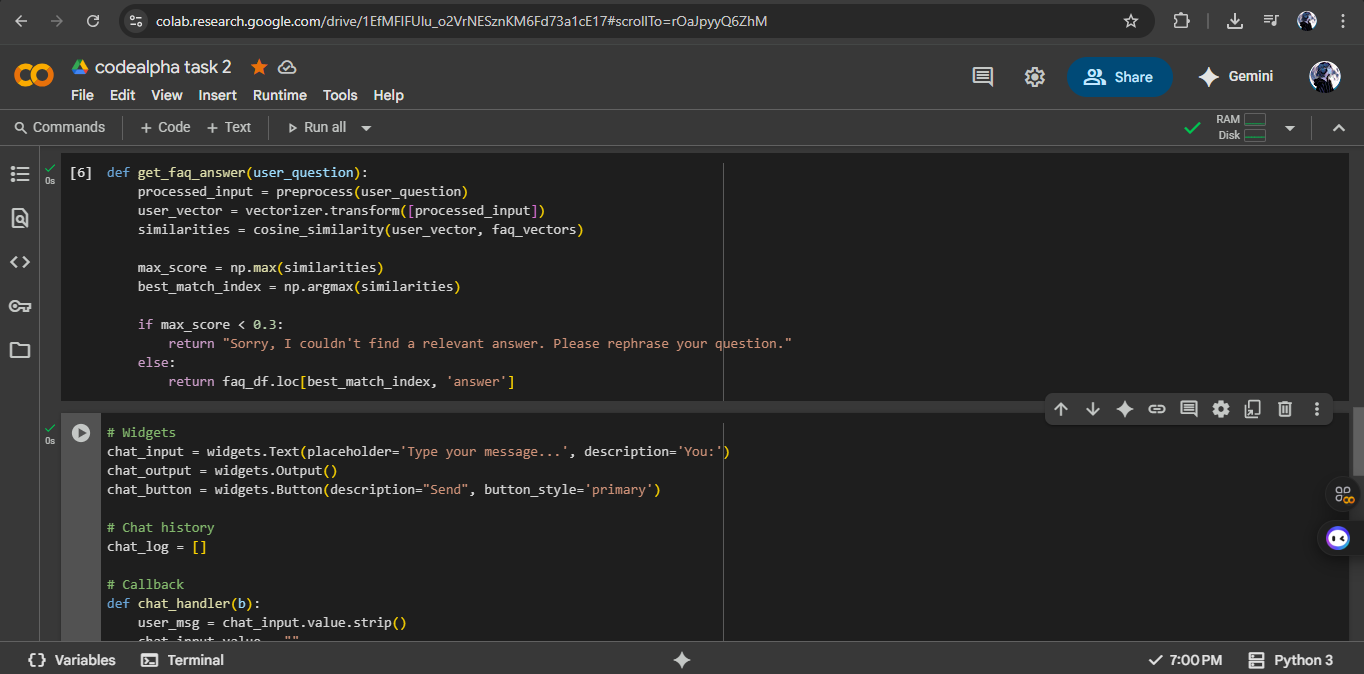 colab.research.google.com/drive/1EfMFlFUlu_o2VrNESznKM6Fd73a1cE17#scrollTo=rOaJpyyQ6ZhM
codealpha task 2
File Edit View Insert Runtime Tools Help
Share
Gemini
Commands + Code + Text Run all
RAM
Disk
[6] def get_faq_answer(user_question):
0s
processed_input = preprocess(user_question)
user_vector = vectorizer.transform([processed_input])
similarities = cosine_similarity(user_vector, faq_vectors)
max_score = np.max(similarities)
best_match_index = np.argmax(similarities)
if max_score < 0.3:
return "Sorry, I couldn't find a relevant answer. Please rephrase your question."
else:
return faq_df.loc[best_match_index, 'answer']
0s
# Widgets
chat_input = widgets.Text(placeholder='Type your message...', description='You:')
chat_output = widgets.Output()
chat_button = widgets.Button(description="Send", button_style='primary')
# Chat history
chat_log = []
# Callback
def chat_handler(b):
user_msg = chat_input.value.strip()
chat_input.value = ""
Variables Terminal 7:00 PM Python 3